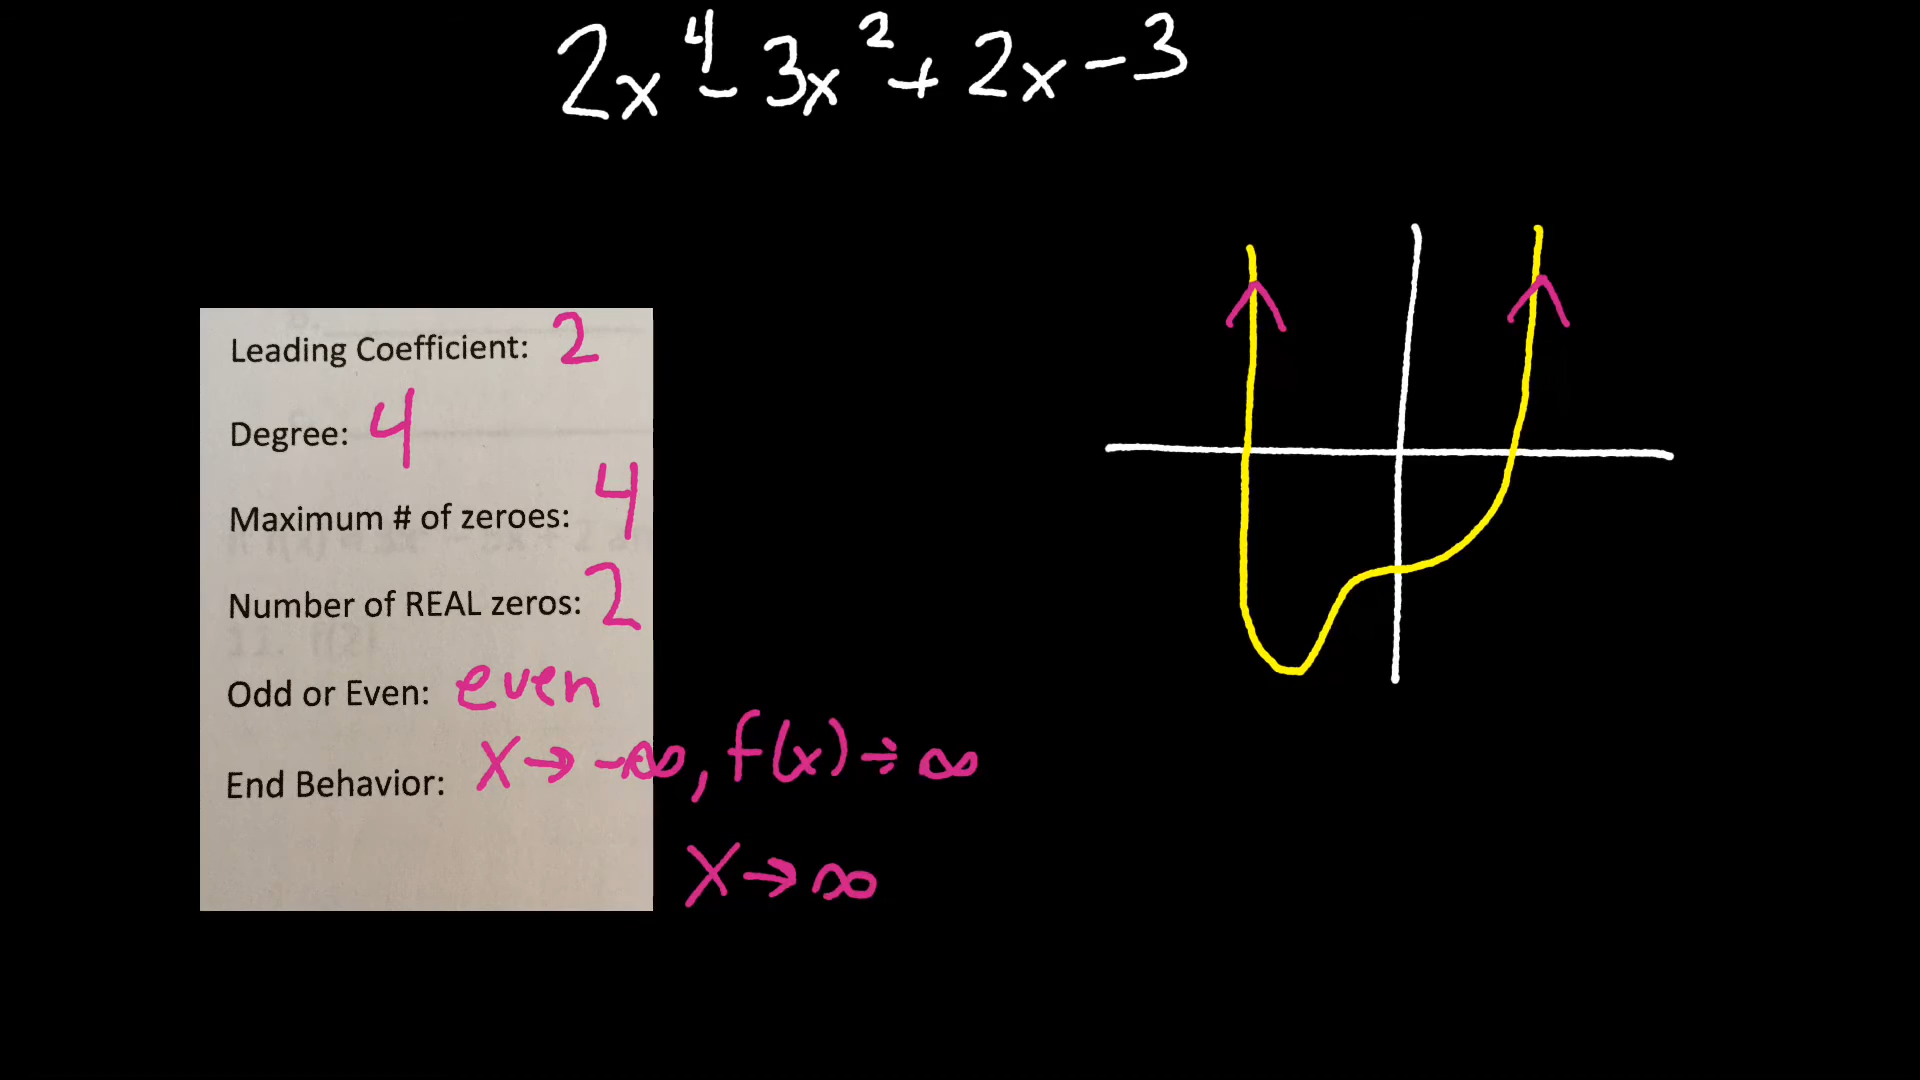 2x⁴ - 3x² + 2x - 3
Leading Coefficient: 2
Degree: 4
Maximum # of zeroes: 4
Number of REAL zeros: 2
Odd or Even: even
End Behavior: X → -∞, f(x) ÷ ∞
X → ∞